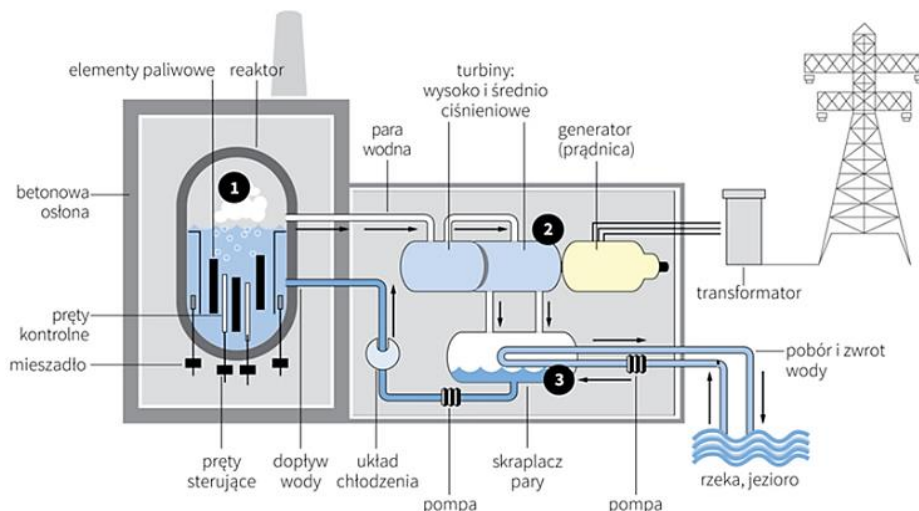 elementy paliwowe
reaktor
turbiny:
wysoko i średnio
ciśnieniowe
para
wodna
generator
(prądnica)
betonowa
osłona
1
2
transformator
pręty
kontrolne
mieszadło
3
pobór i zwrot
wody
pręty
sterujące
dopływ
wody
układ
chłodzenia
pompa
skraplacz
pary
pompa
rzeka, jezioro